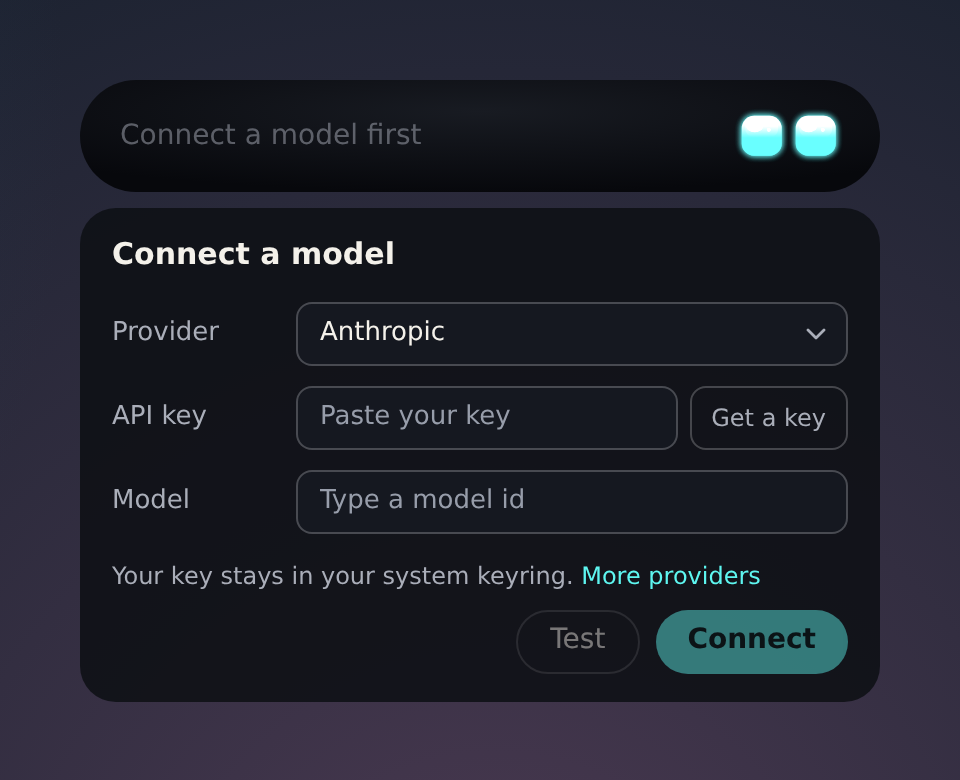 Connect a model first
Connect a model
Provider
Anthropic
API key
Paste your key
Get a key
Model
Type a model id
Your key stays in your system keyring. More providers
Test
Connect